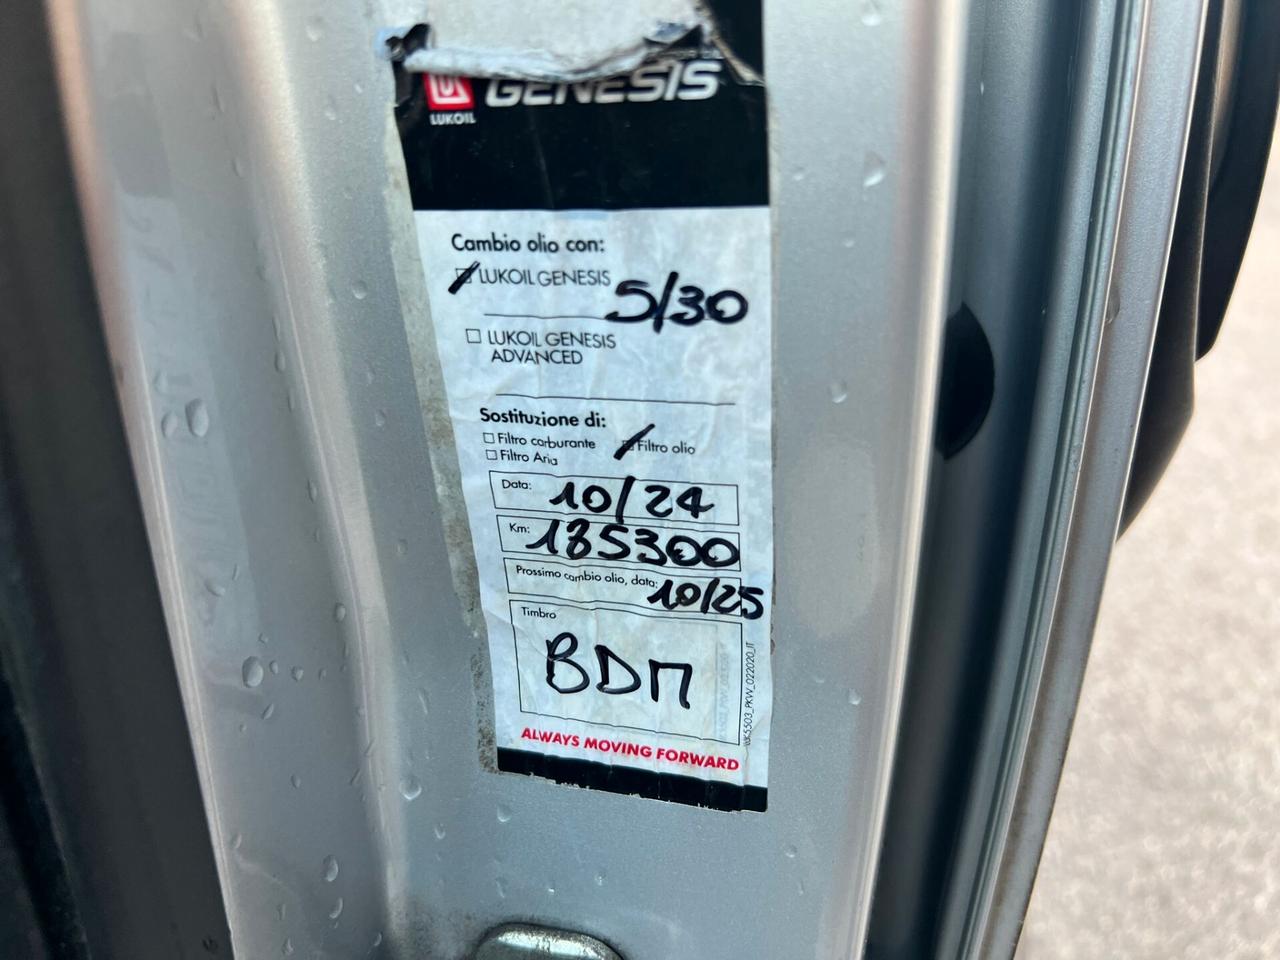 LUKOIL
GENESIS
Cambio olio con:
LUKOIL GENESIS 5/30
LUKOIL GENESIS
ADVANCED
Sostituzione di:
Filtro carburante Filtro olio
Filtro Aria
Data: 10/24
Km: 185300
Prossimo cambio olio, data: 10/25
Timbro
BDM
ALWAYS MOVING FORWARD